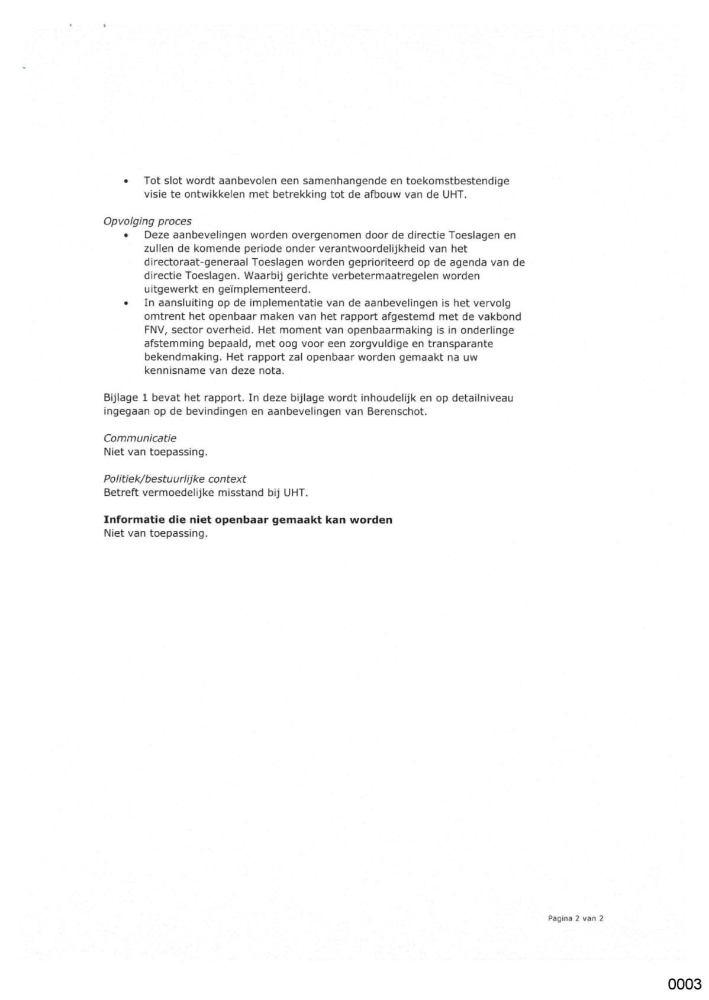 • Tot slot wordt aanbevolen een samenhangende en toekomstbestendige
visie te ontwikkelen met betrekking tot de afbouw van de UHT.
Opvolging proces
• Deze aanbevelingen worden overgenomen door de directie Toeslagen en
zullen de komende periode onder verantwoordelijkheid van het
directoraat-generaal Toeslagen worden geprioriteerd op de agenda van de
directie Toeslagen. Waarbij gerichte verbetermaatregelen worden
uitgewerkt en geïmplementeerd.
• In aansluiting op de implementatie van de aanbevelingen is het vervolg
omtrent het openbaar maken van het rapport afgestemd met de vakbond
FNV, sector overheid. Het moment van openbaarmaking is in onderlinge
afstemming bepaald, met oog voor een zorgvuldige en transparante
bekendmaking. Het rapport zal openbaar worden gemaakt na uw
kennisname van deze nota.
Bijlage 1 bevat het rapport. In deze bijlage wordt inhoudelijk en op detailniveau
ingegaan op de bevindingen en aanbevelingen van Berenschot.
Communicatie
Niet van toepassing.
Politiek/bestuurlijke context
Betreft vermoedelijke misstand bij UHT.
Informatie die niet openbaar gemaakt kan worden
Niet van toepassing.
Pagina 2 van 2
0003